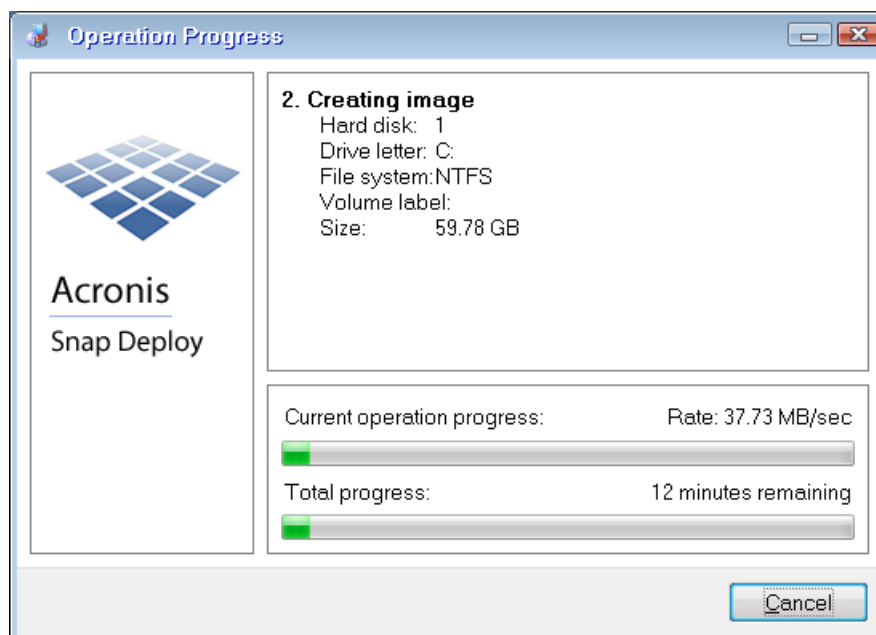 Operation Progress
2. Creating image
Hard disk: 1
Drive letter: C:
File system:NTFS
Volume label:
Size: 59.78 GB
Acronis
Snap Deploy
Current operation progress: Rate: 37.73 MB/sec
Total progress: 12 minutes remaining
Cancel